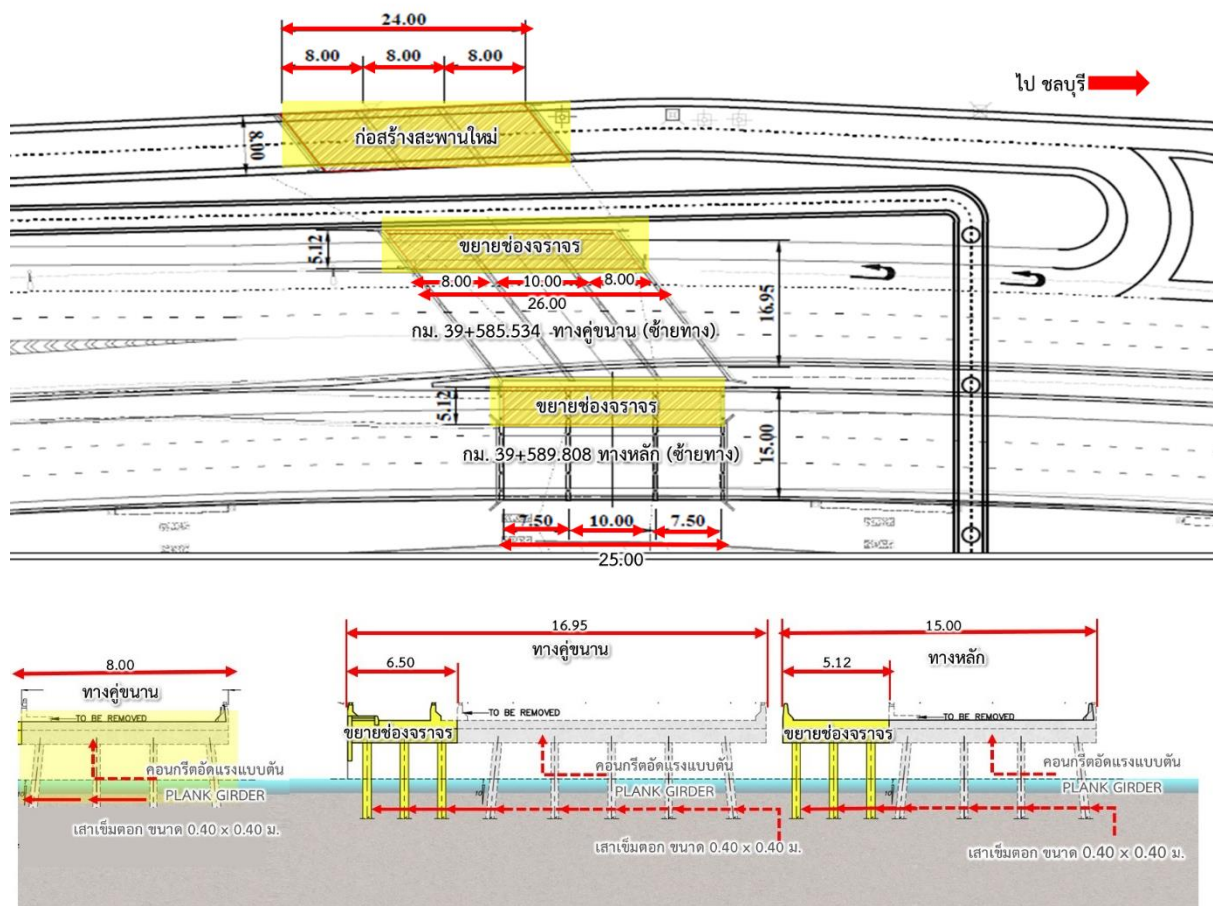 24.00
8.00 8.00 8.00
ไป ชลบุรี
ก่อสร้างสะพานใหม่
8.00
5.12
ขยายช่องจราจร
8.00 10.00 8.00
26.00
16.95
กม. 39+585.534 ทางคู่ขนาน (ซ้ายทาง)
5.12
ขยายช่องจราจร
15.00
กม. 39+589.808 ทางหลัก (ซ้ายทาง)
7.50 10.00 7.50
25.00
8.00
ทางคู่ขนาน
TO BE REMOVED
คอนกรีตอัดแรงแบบตัน
PLANK GIRDER
เสาเข็มตอก ขนาด 0.40 x 0.40 ม.
16.95
ทางคู่ขนาน
6.50
TO BE REMOVED
ขยายช่องจราจร
คอนกรีตอัดแรงแบบตัน
PLANK GIRDER
เสาเข็มตอก ขนาด 0.40 x 0.40 ม.
15.00
ทางหลัก
5.12
TO BE REMOVED
ขยายช่องจราจร
คอนกรีตอัดแรงแบบตัน
PLANK GIRDER
เสาเข็มตอก ขนาด 0.40 x 0.40 ม.